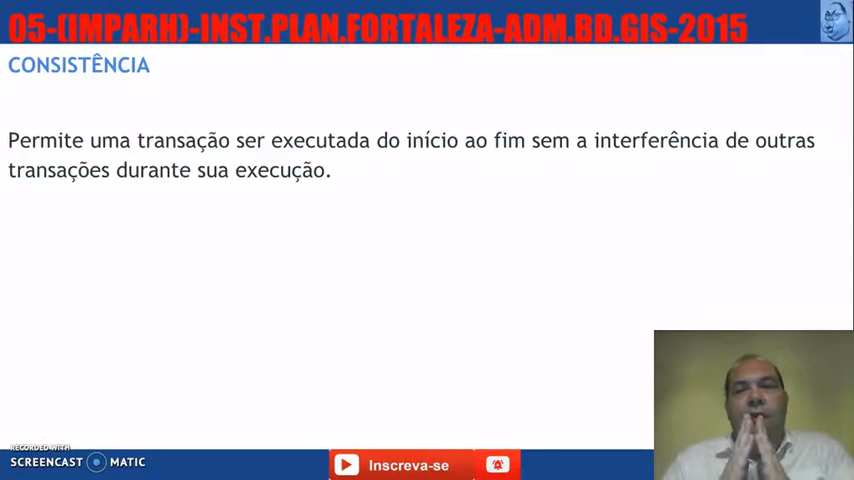 05-(IMPARH)-INST.PLAN.FORTALEZA-ADM.BD.GIS-2015
CONSISTÊNCIA
Permite uma transação ser executada do início ao fim sem a interferência de outras
transações durante sua execução.
RECORDED WITH
SCREENCAST MATIC
Inscreva-se